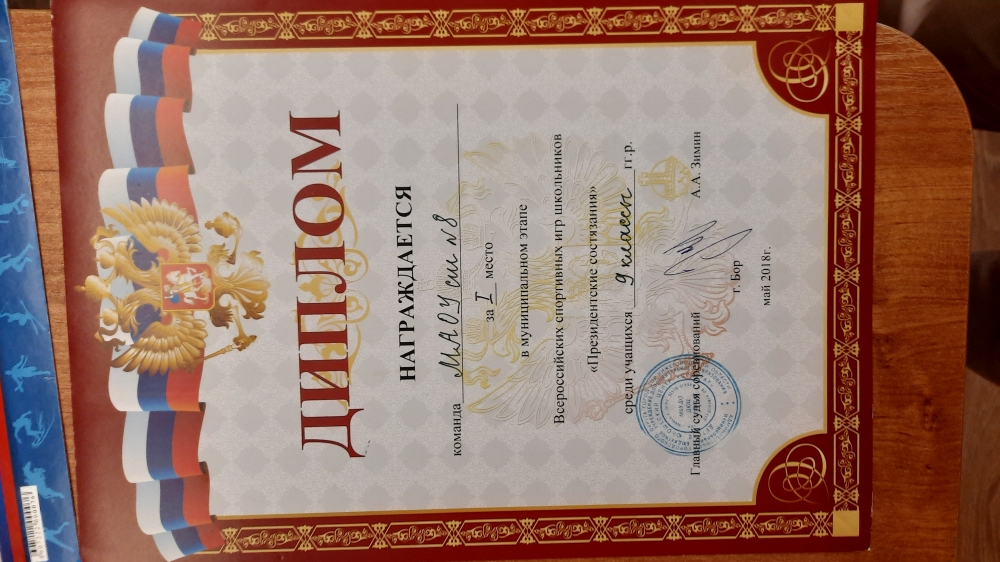 ДИПЛОМ
НАГРАЖДАЕТСЯ
команда МАОУ сш №8
за I место
в муниципальном этапе
Всероссийских спортивных игр школьников
«Президентские состязания»
среди учащихся 9 классы гг.р.
Главный судья соревнований А.А. Зимин
г. Бор
май 2018г.